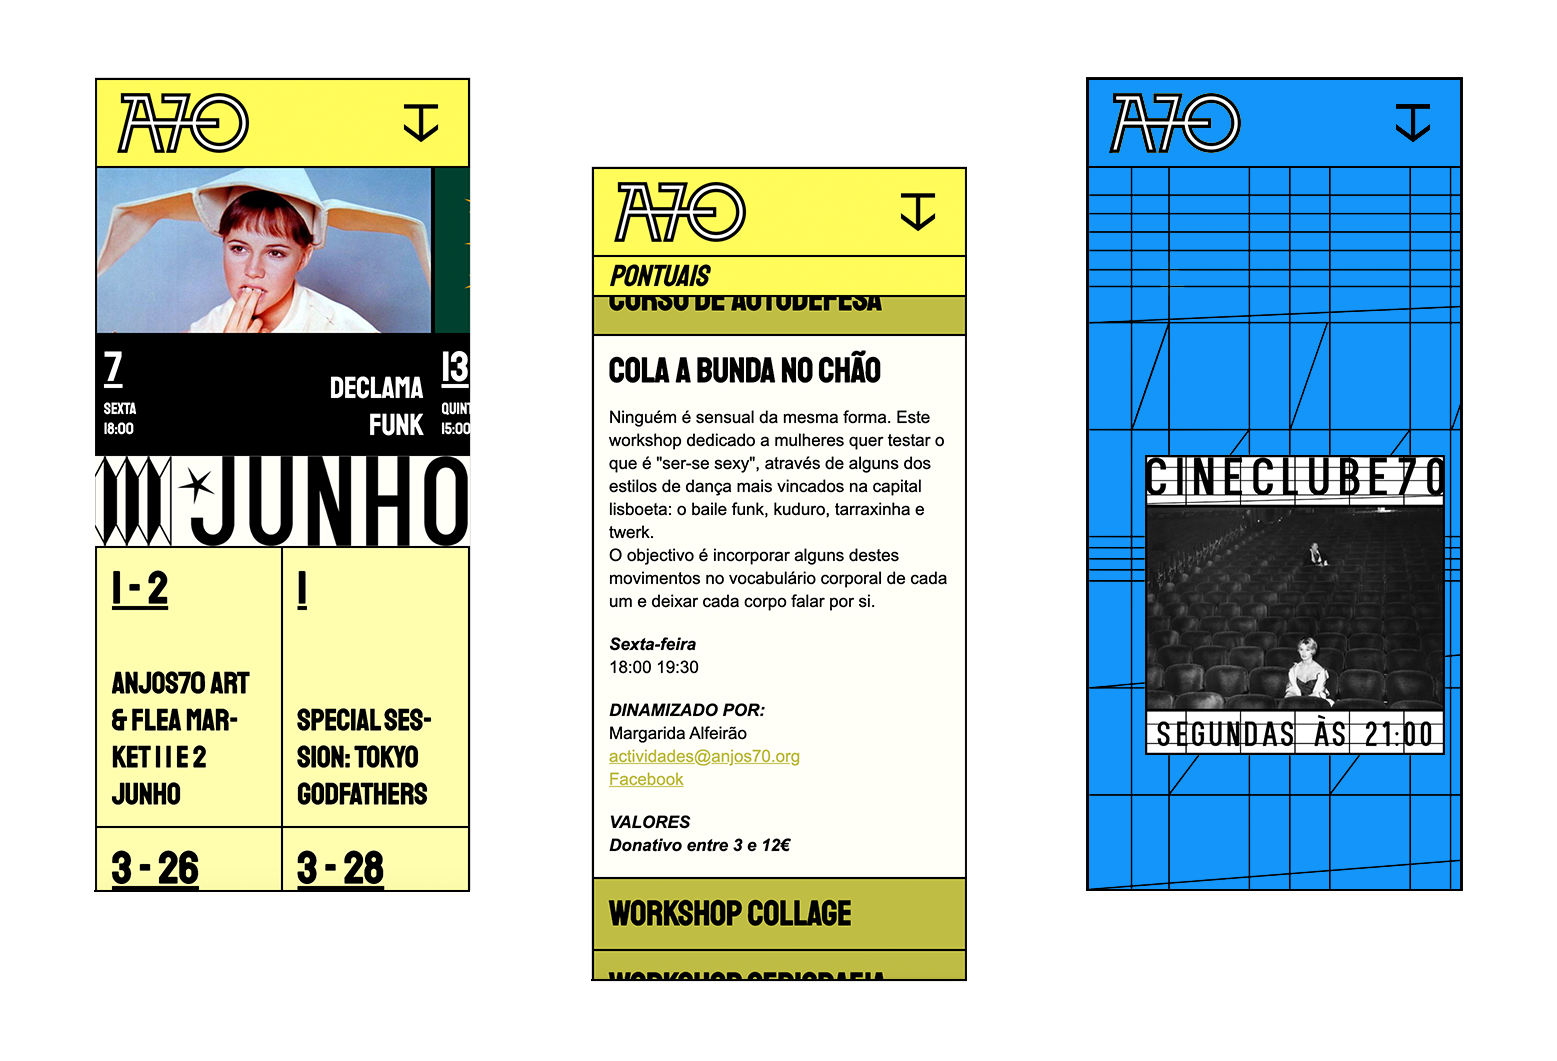 A70
7
SEXTA
18:00
DECLAMA
FUNK
13
15:00
JUNHO
1 - 2
ANJOS70 ART
& FLEA MAR-
KET | 1 E 2
JUNHO
1
SPECIAL SES-
SION: TOKYO
GODFATHERS
3 - 26
3 - 28
A70
PONTUAIS
CURSO DE AUTODEFESA
COLA A BUNDA NO CHÃO
Ninguém é sensual da mesma forma. Este
workshop dedicado a mulheres quer testar o
que é "ser-se sexy", através de alguns dos
estilos de dança mais vincados na capital
lisboeta: o baile funk, kuduro, tarraxinha e
twerk.
O objectivo é incorporar alguns destes
movimentos no vocabulário corporal de cada
um e deixar cada corpo falar por si.
Sexta-feira
18:00 19:30
DINAMIZADO POR:
Margarida Alfeirão
actividades@anjos70.org
Facebook
VALORES
Donativo entre 3 e 12€
WORKSHOP COLLAGE
WORKSHOP SERIGRAFIA
A70
CINECLUBE70
SEGUNDAS ÀS 21:00